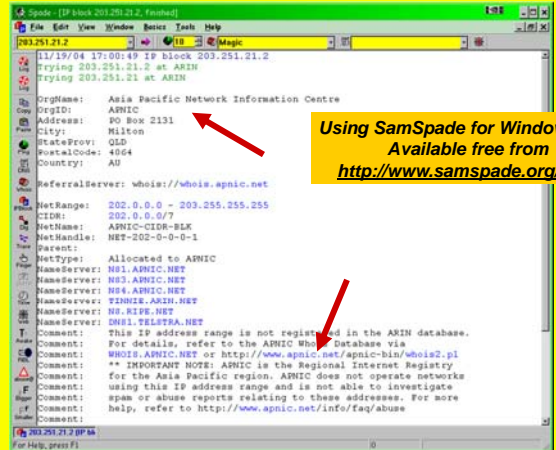 Spade - [IP block 203.251.21.2, finished]
File Edit View Window Basics Tools Help
203.251.21.2
10
Magic
11/19/04 17:00:49 IP block 203.251.21.2
Trying 203.251.21.2 at ARIN
Trying 203.251.21 at ARIN
OrgName: Asia Pacific Network Information Centre
OrgID: APNIC
Address: PO Box 2131
City: Milton
StateProv: QLD
PostalCode: 4064
Country: AU
Using SamSpade for Windo
Available free from
http://www.samspade.org/
ReferralServer: whois://whois.apnic.net
NetRange: 202.0.0.0 - 203.255.255.255
CIDR: 202.0.0.0/7
NetName: APNIC-CIDR-BLK
NetHandle: NET-202-0-0-0-1
Parent:
NetType: Allocated to APNIC
NameServer: NS1.APNIC.NET
NameServer: NS3.APNIC.NET
NameServer: NS4.APNIC.NET
NameServer: TINNIE.ARIN.NET
NameServer: NS.RIPE.NET
NameServer: DNS1.TELSTRA.NET
Comment: This IP address range is not registered in the ARIN database.
Comment: For details, refer to the APNIC Whois Database via
Comment: WHOIS.APNIC.NET or http://www.apnic.net/apnic-bin/whois2.pl
Comment: ** IMPORTANT NOTE: APNIC is the Regional Internet Registry
Comment: for the Asia Pacific region. APNIC does not operate networks
Comment: using this IP address range and is not able to investigate
Comment: spam or abuse reports relating to these addresses. For more
Comment: help, refer to http://www.apnic.net/info/faq/abuse
Comment:
203.251.21.2 (IP bl
For Help, press F1